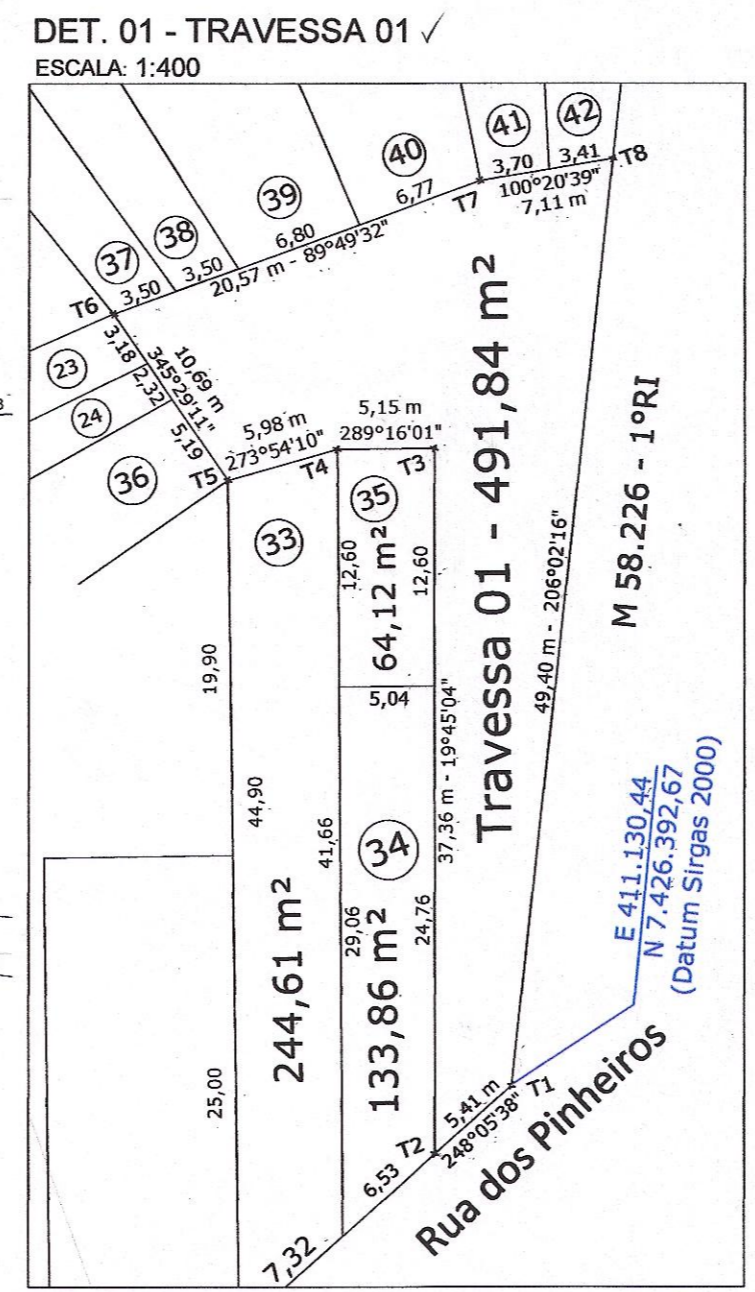 DET. 01 - TRAVESSA 01 ✓
ESCALA: 1:400
42
41
40
39
38
37
3,41
T8
3,70
100°20'39"
7,11 m
6,77
T7
6,80
20,57 m - 89°49'32"
3,50
3,50
T6
23
3,18
10,69 m
345°29'11"
2,32
24
5,19
36
T5
5,98 m
273°54'10"
T4
5,15 m
289°16'01"
T3
35
33
12,60
64,12 m²
12,60
5,04
Travessa 01 - 491,84 m²
49,40 m - 206°02'16"
M 58.226 - 1ºRI
19,90
44,90
41,66
37,36 m - 19°45'04"
34
29,06
133,86 m²
24,76
244,61 m²
25,00
E 411.130,44
N 7.426.392,67
(Datum Sirgas 2000)
T1
5,41 m
248°05'38"
T2
6,53
7,32
Rua dos Pinheiros